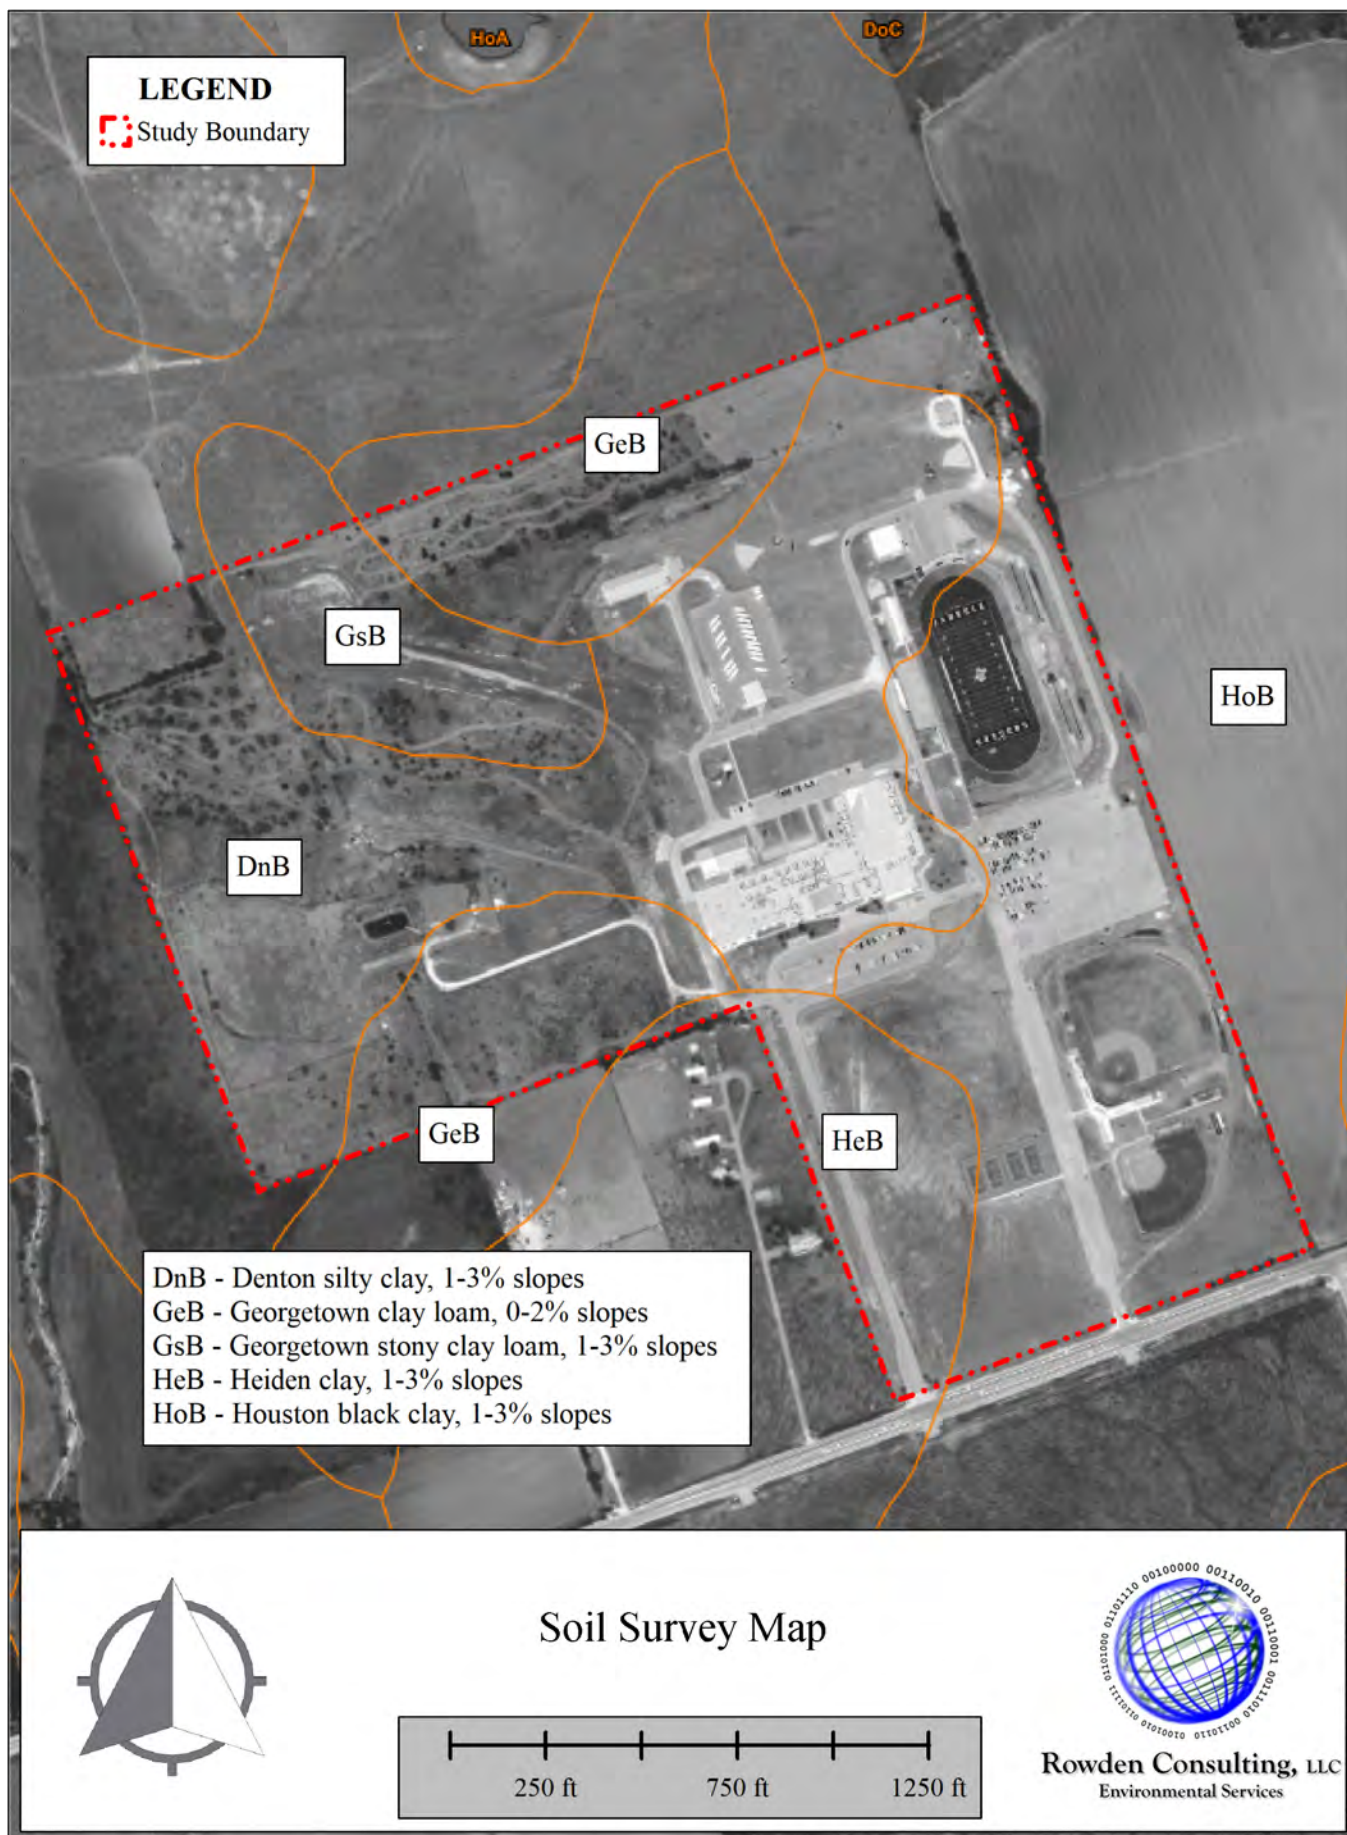 HoA
DoC
LEGEND
Study Boundary
GeB
GsB
HoB
DnB
GeB
HeB
DnB - Denton silty clay, 1-3% slopes
GeB - Georgetown clay loam, 0-2% slopes
GsB - Georgetown stony clay loam, 1-3% slopes
HeB - Heiden clay, 1-3% slopes
HoB - Houston black clay, 1-3% slopes
Soil Survey Map
250 ft
750 ft
1250 ft
Rowden Consulting, LLC
Environmental Services